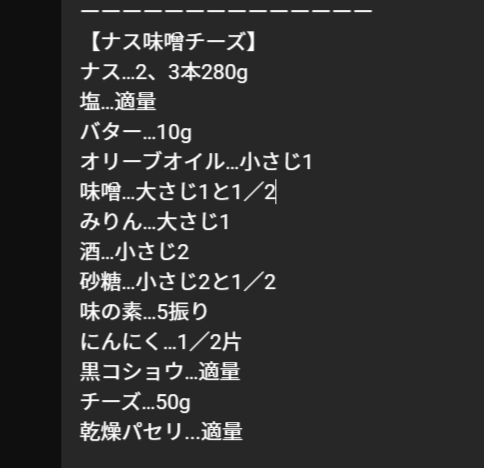 ーーーーーーーーーーーーーー
【ナス味噌チーズ】
ナス…2、3本280g
塩…適量
バター…10g
オリーブオイル…小さじ1
味噌…大さじ1と1／2
みりん…大さじ1
酒…小さじ2
砂糖…小さじ2と1／2
味の素…5振り
にんにく…1／2片
黒コショウ…適量
チーズ…50g
乾燥パセリ…適量